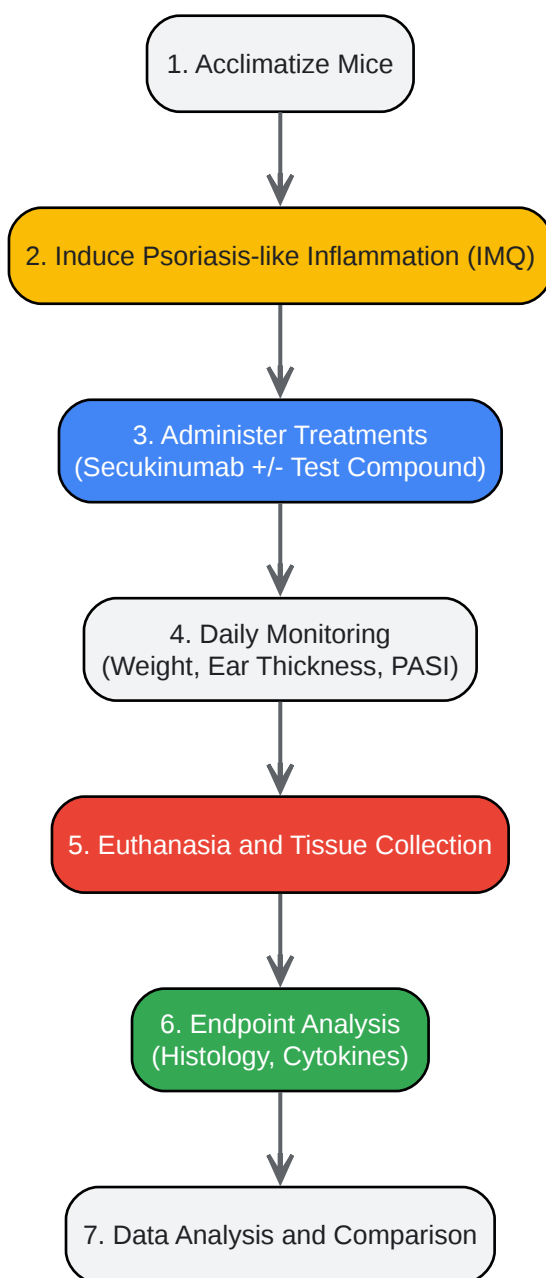 1. Acclimatize Mice
2. Induce Psoriasis-like Inflammation (IMQ)
3. Administer Treatments
(Secukinumab +/- Test Compound)
4. Daily Monitoring
(Weight, Ear Thickness, PASI)
5. Euthanasia and Tissue Collection
6. Endpoint Analysis
(Histology, Cytokines)
7. Data Analysis and Comparison